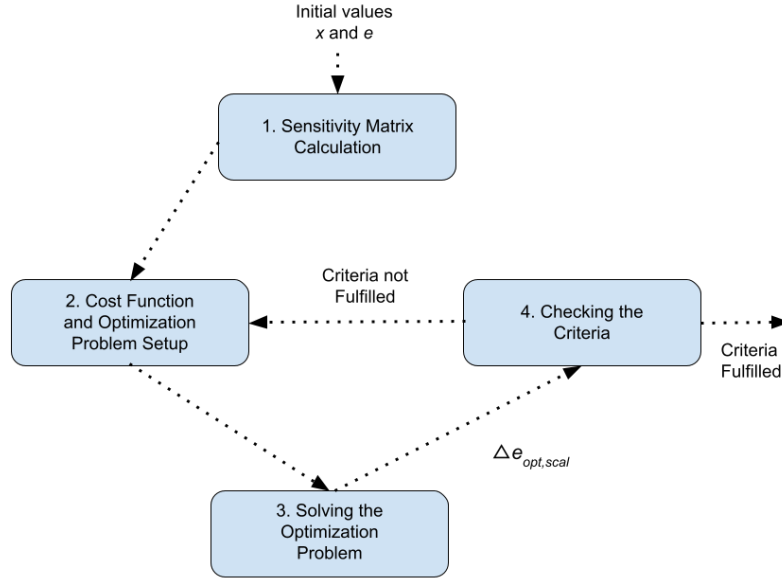 Initial values
x and e
1. Sensitivity Matrix
Calculation
Criteria not
Fulfilled
2. Cost Function
and Optimization
Problem Setup
4. Checking the
Criteria
Criteria
Fulfilled
△e_opt,scal
3. Solving the
Optimization
Problem